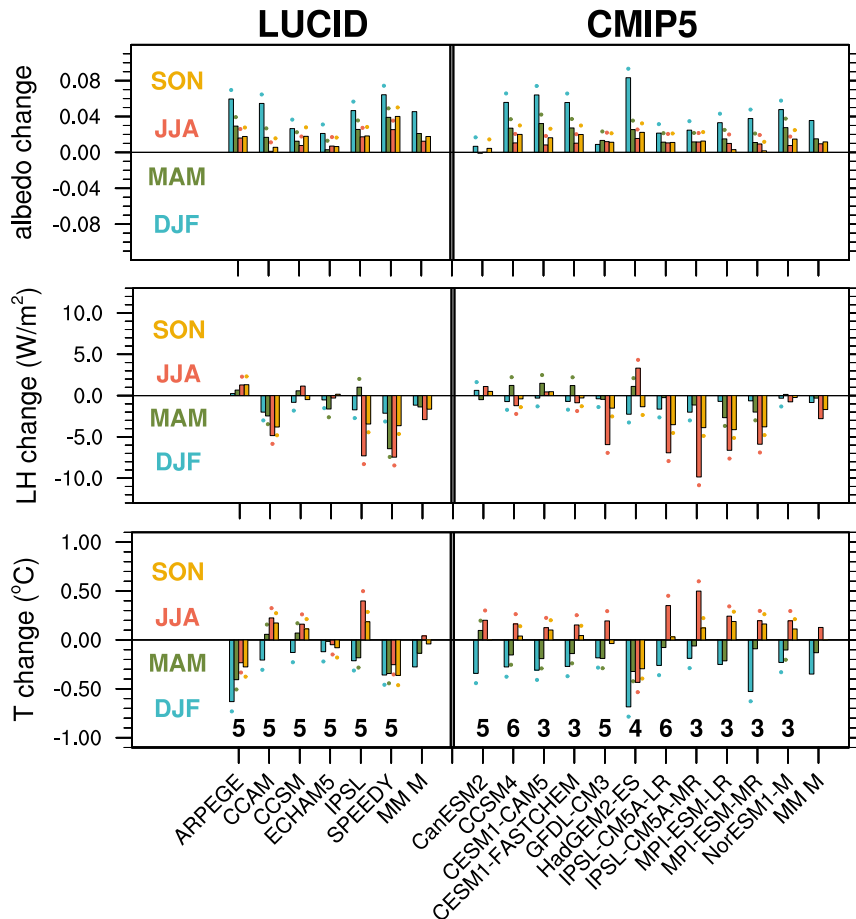 LUCID CMIP5
albedo change
0.08
0.04
0.00
-0.04
-0.08
SON
JJA
MAM
DJF
LH change (W/m²)
10.0
5.0
0.0
-5.0
-10.0
SON
JJA
MAM
DJF
T change (°C)
1.00
0.50
0.00
-0.50
-1.00
SON
JJA
MAM
DJF
5 5 5 5 5 5 5 6 3 3 5 4 6 3 3 3 3
ARPEGE
CCAM
CCSM
ECHAM5
IPSL
SPEEDY
MM M
CanESM2
CCSM4
CESM1-CAM5
CESM1-FASTCHEM
GFDL-CM3
HadGEM2-ES
IPSL-CM5A-LR
IPSL-CM5A-MR
MPI-ESM-LR
MPI-ESM-MR
NorESM1-M
MM M